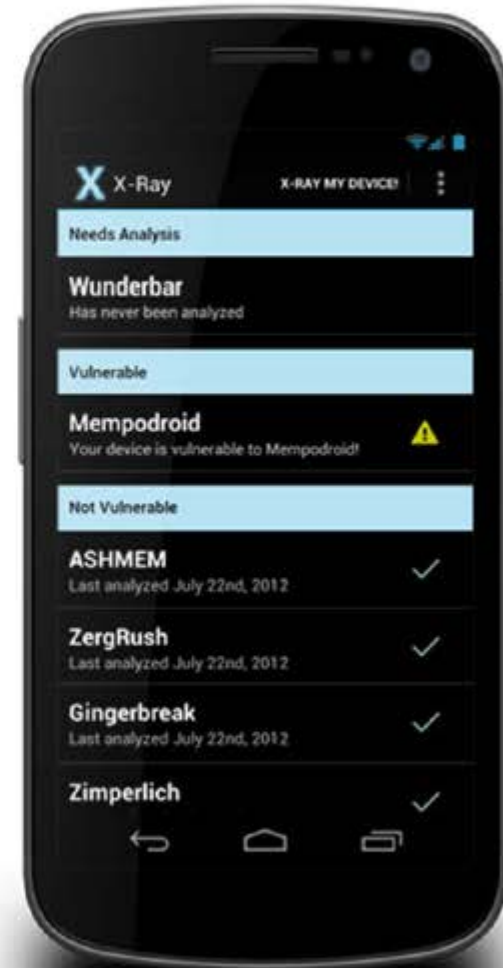 X X-Ray X-RAY MY DEVICE!
Needs Analysis
Wunderbar
Has never been analyzed
Vulnerable
Mempodroid
Your device is vulnerable to Mempodroid!
Not Vulnerable
ASHMEM
Last analyzed July 22nd, 2012
ZergRush
Last analyzed July 22nd, 2012
Gingerbreak
Last analyzed July 22nd, 2012
Zimperlich